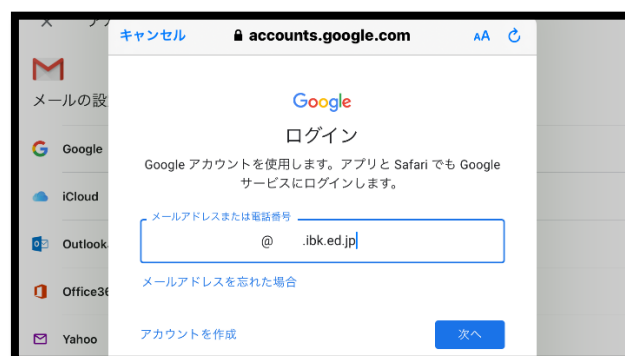 キャンセル
accounts.google.com
AA
メールの設
Google
iCloud
Outlook.
Office36
Yahoo
Google
ログイン
Google アカウントを使用します。アプリと Safari でも Google
サービスにログインします。
メールアドレスまたは電話番号
@ .ibk.ed.jp
メールアドレスを忘れた場合
アカウントを作成
次へ